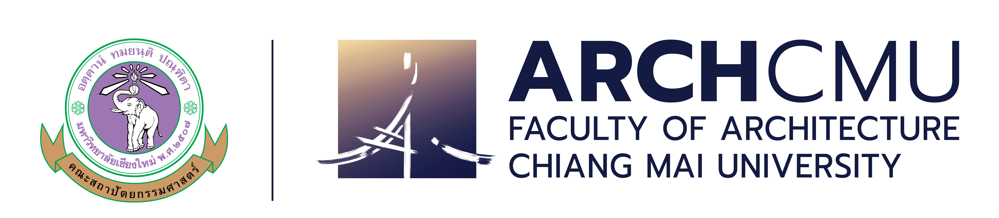 อตฺตานํ ทมยนฺติ ปณฺฑิตา
มหาวิทยาลัยเชียงใหม่ พ.ศ.๒๕๐๗
คณะสถาปัตยกรรมศาสตร์
ARCHCMU
FACULTY OF ARCHITECTURE
CHIANG MAI UNIVERSITY